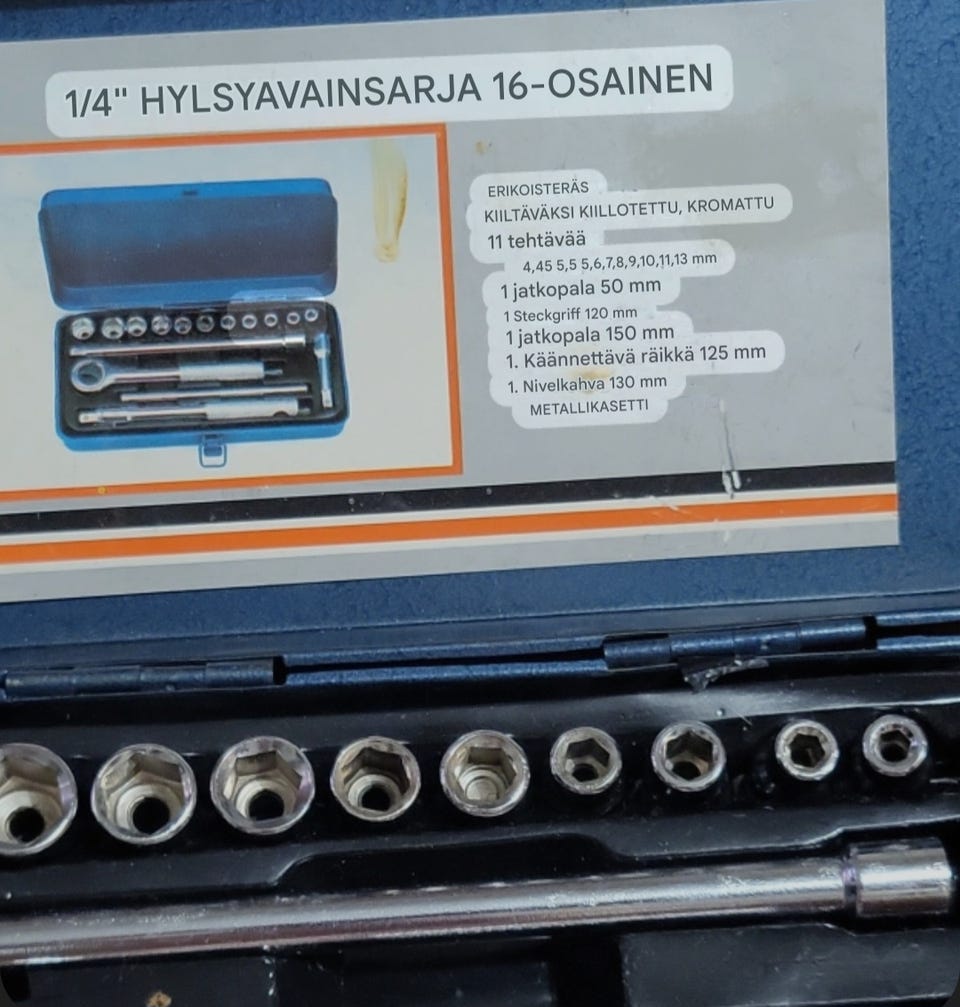 1/4" HYLSYAVAINSARJA 16-OSAINEN
ERIKOISTERÄS
KIILTÄVÄKSI KIILLOTETTU, KROMATTU
11 tehtävää
4,45 5,5 5,6,7,8,9,10,11,13 mm
1 jatkopala 50 mm
1 Steckgriff 120 mm
1 jatkopala 150 mm
1. Käännettävä räikkä 125 mm
1. Nivelkahva 130 mm
METALLIKASETTI